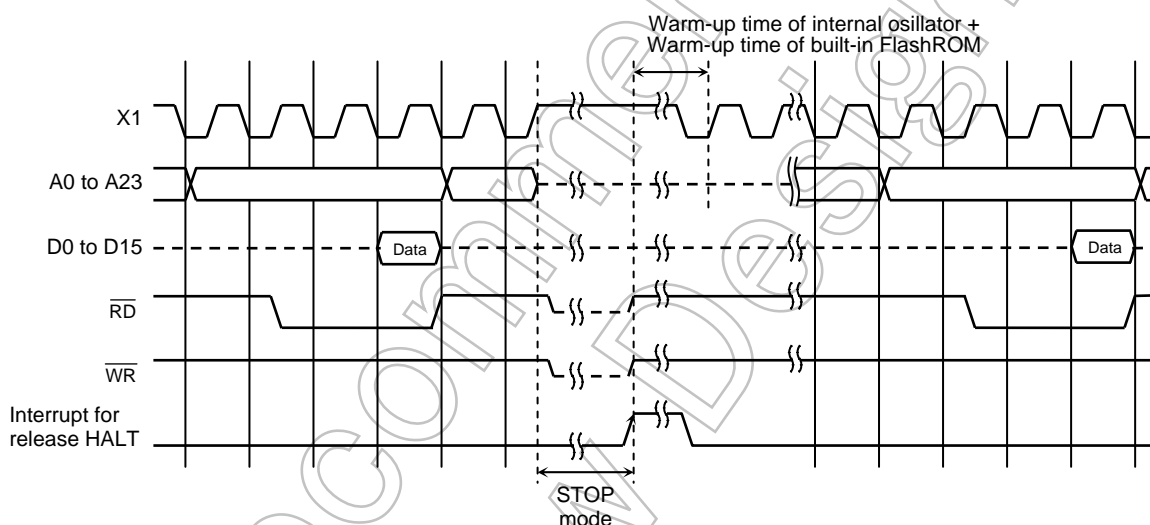 Warm-up time of internal osillator +
Warm-up time of built-in FlashROM
X1
A0 to A23
D0 to D15
Data
Data
RD
WR
Interrupt for
release HALT
STOP
mode